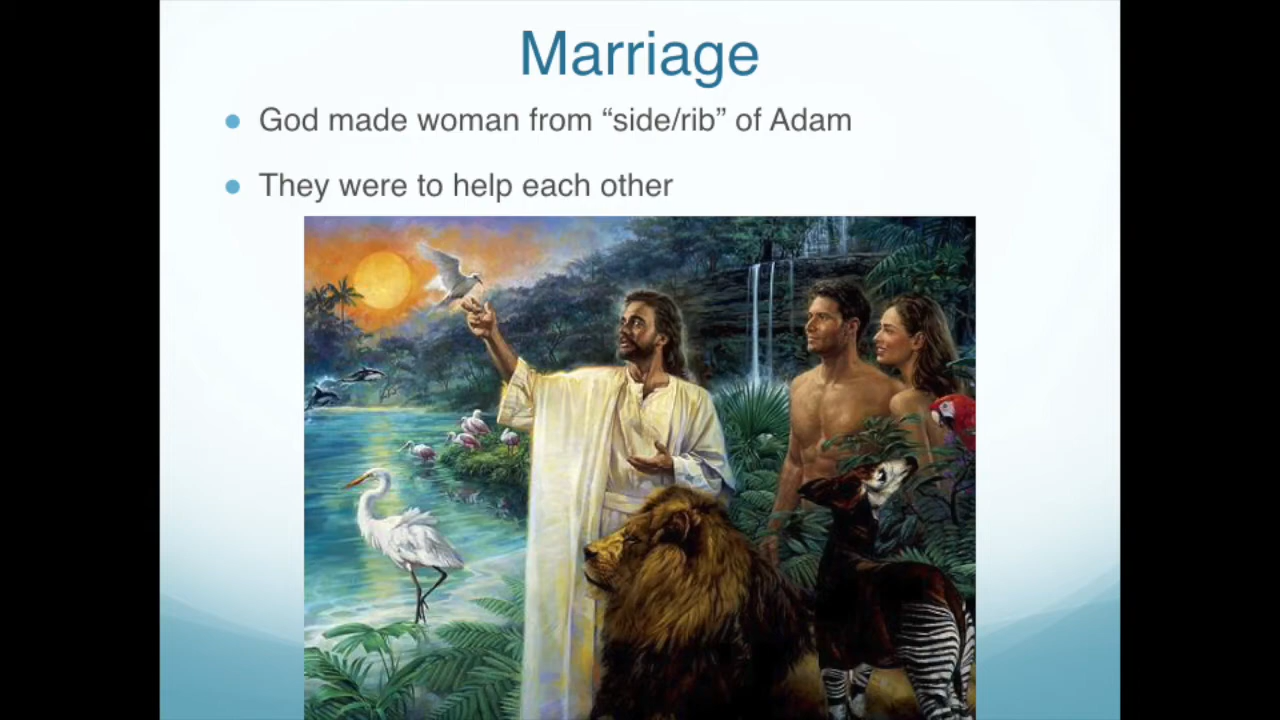 Marriage
• God made woman from “side/rib” of Adam
• They were to help each other